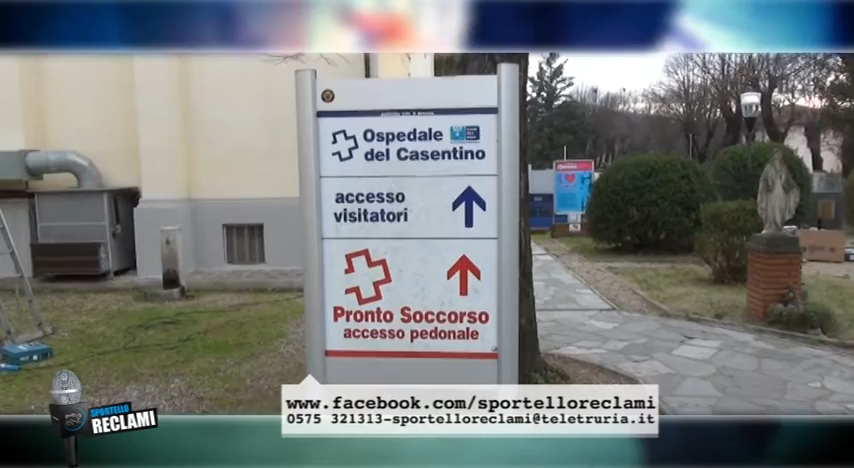 Ospedale
del Casentino
accesso
visitatori
Pronto Soccorso
accesso pedonale
www.facebook.com/sportelloreclami
0575 321313-sportelloreclami@teletruria.it
SPORTELLO
RECLAMI